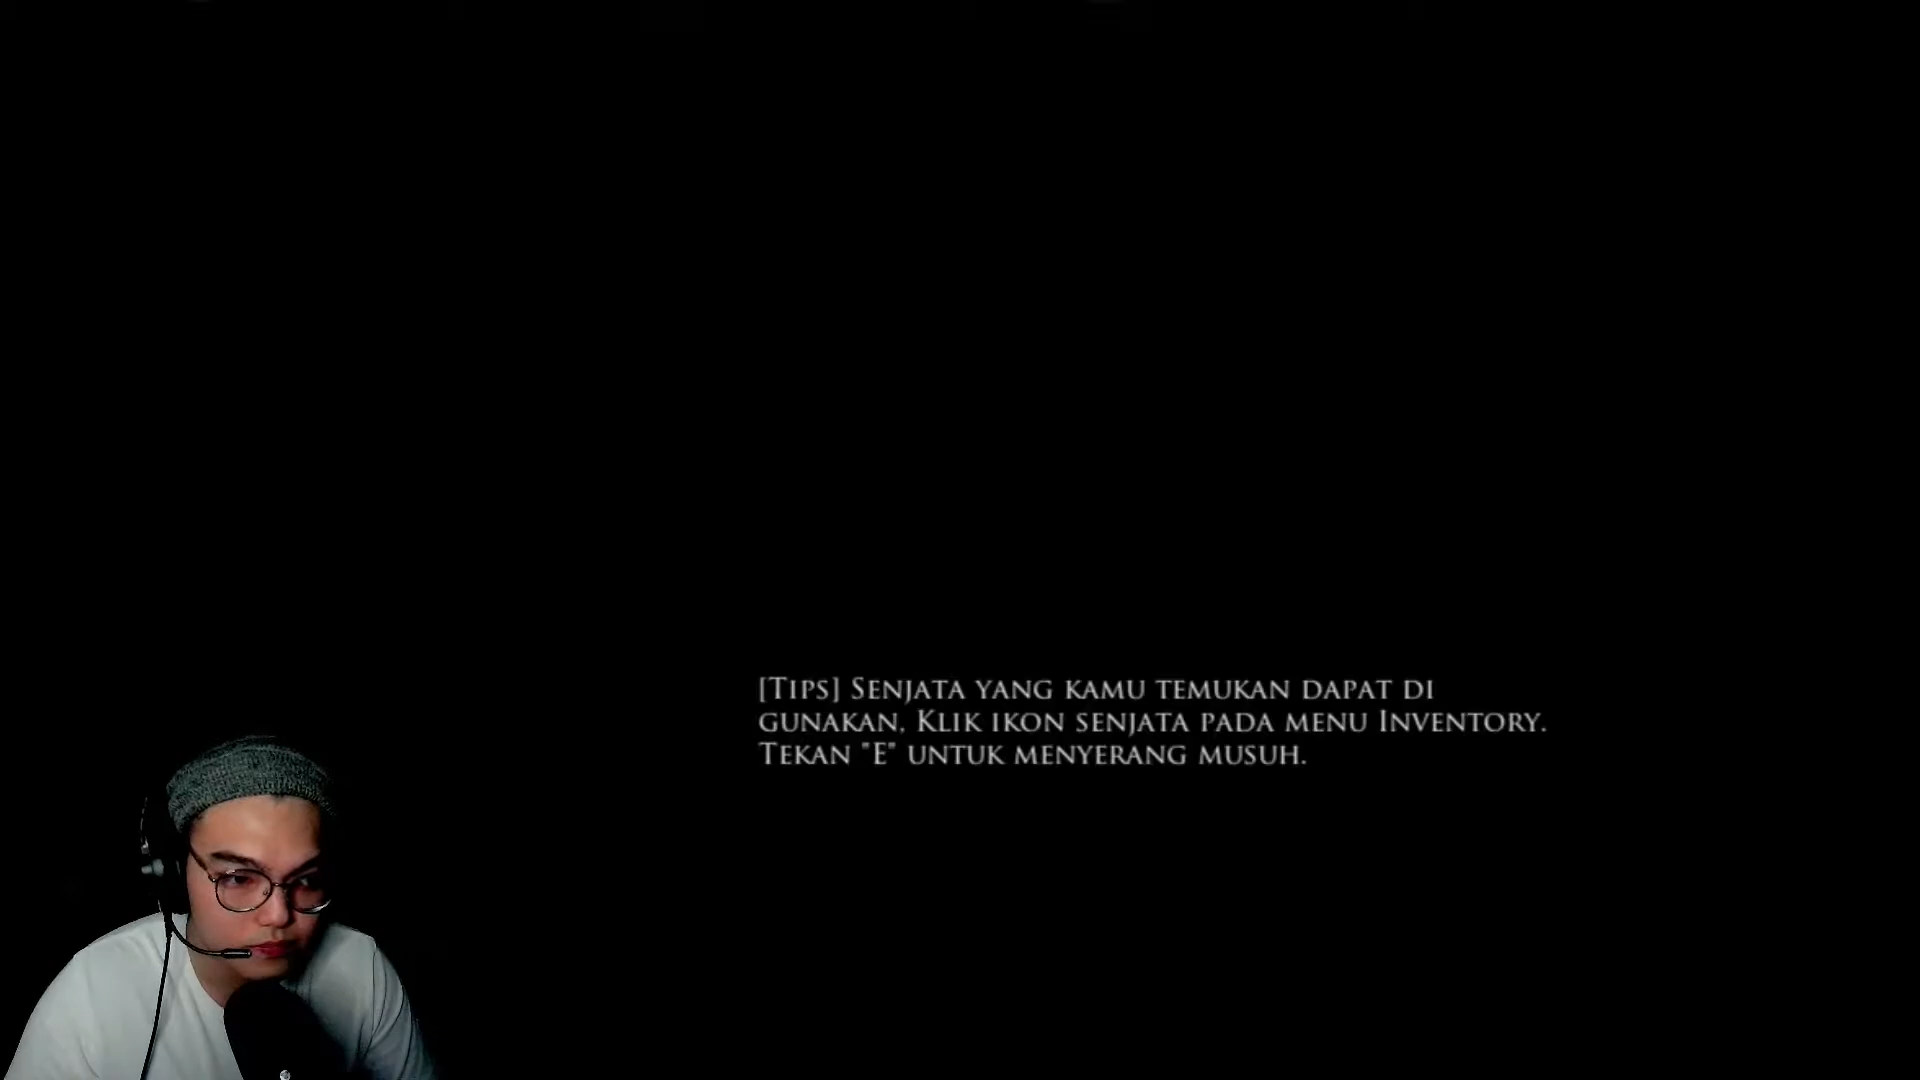 [Tips] Senjata yang kamu temukan dapat di
gunakan, Klik ikon senjata pada menu Inventory.
Tekan "E" untuk menyerang musuh.